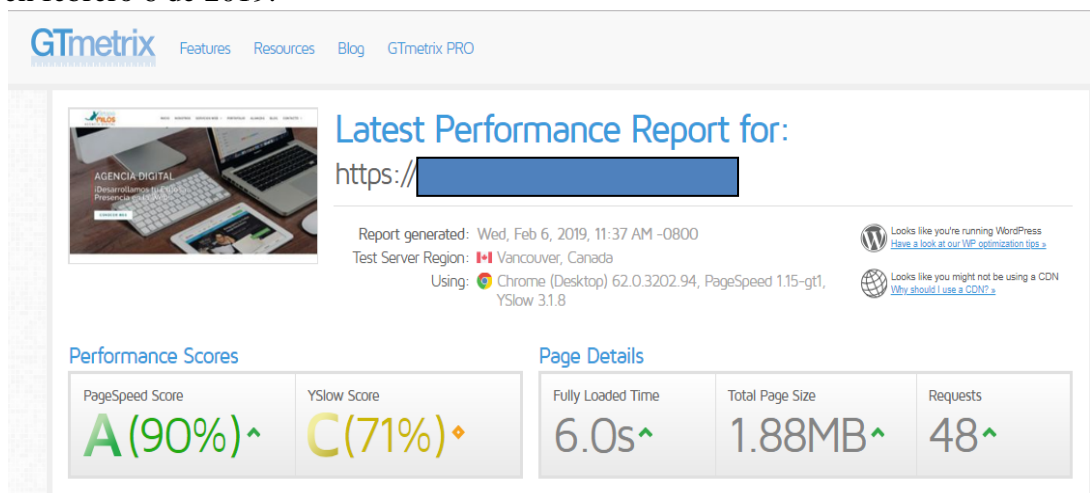 en febrero 6 de 2019.
GTmetrix Features Resources Blog GTmetrix PRO
Latest Performance Report for:
https://
AGENCIA DIGITAL
¡Desarrollamos tu
Presencia
Report generated: Wed, Feb 6, 2019, 11:37 AM -0800
Test Server Region: Vancouver, Canada
Using: Chrome (Desktop) 62.0.3202.94, PageSpeed 1.15-gt1,
YSlow 3.1.8
Looks like you're running WordPress
Have a look at our WP optimization tips »
Looks like you might not be using a CDN
Why should I use a CDN? »
Performance Scores
PageSpeed Score
A (90%)
YSlow Score
C (71%)
Page Details
Fully Loaded Time
6.0s
Total Page Size
1.88MB
Requests
48